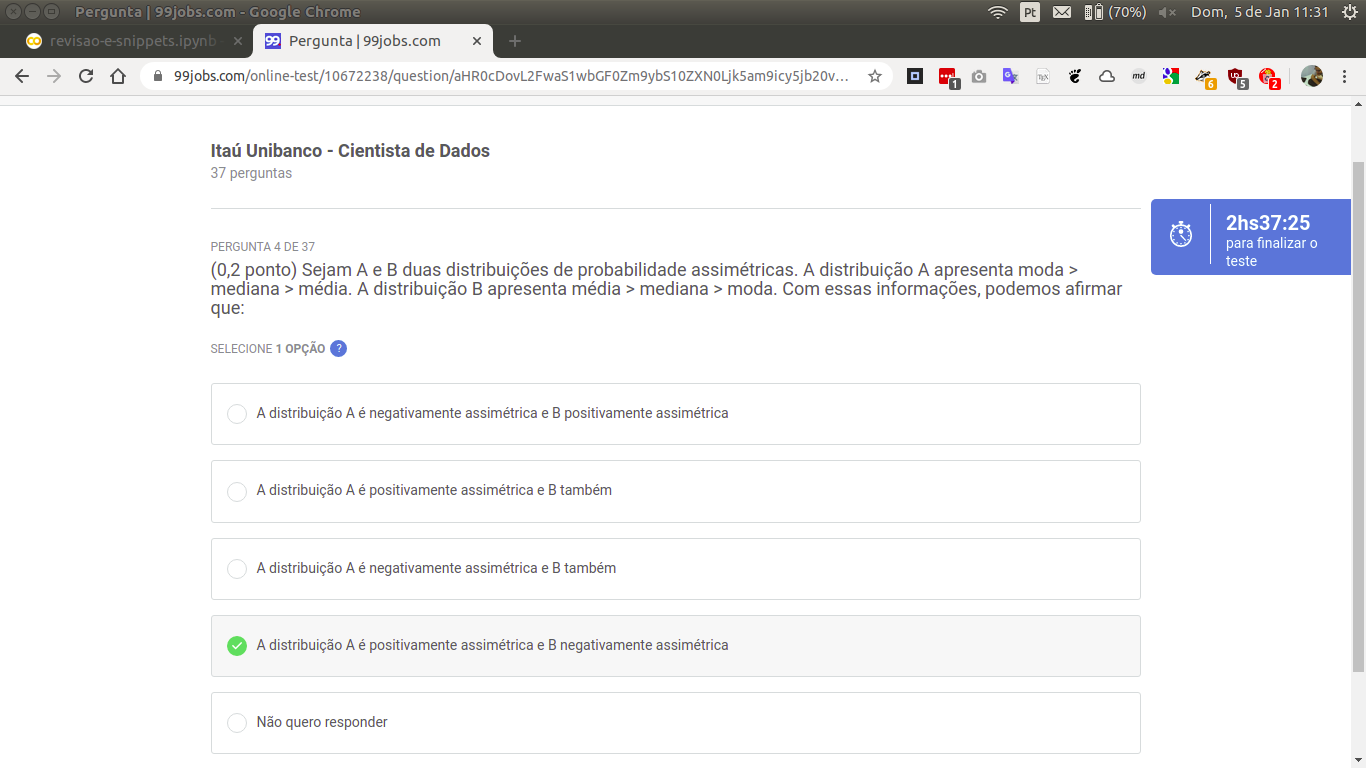 Pergunta | 99jobs.com - Google Chrome
Pt
(70%)
Dom, 5 de Jan 11:31
revisao-e-snippets.ipynb
99
Pergunta | 99jobs.com
99jobs.com/online-test/10672238/question/aHR0cDovL2FwaS1wbGF0Zm9ybS10ZXN0Ljk5am9icy5jb20v...
1
md
6
5
2
Itaú Unibanco - Cientista de Dados
37 perguntas
2hs37:25
para finalizar o
teste
PERGUNTA 4 DE 37
(0,2 ponto) Sejam A e B duas distribuições de probabilidade assimétricas. A distribuição A apresenta moda >
mediana > média. A distribuição B apresenta média > mediana > moda. Com essas informações, podemos afirmar
que:
SELECIONE 1 OPÇÃO ?
A distribuição A é negativamente assimétrica e B positivamente assimétrica
A distribuição A é positivamente assimétrica e B também
A distribuição A é negativamente assimétrica e B também
A distribuição A é positivamente assimétrica e B negativamente assimétrica
Não quero responder